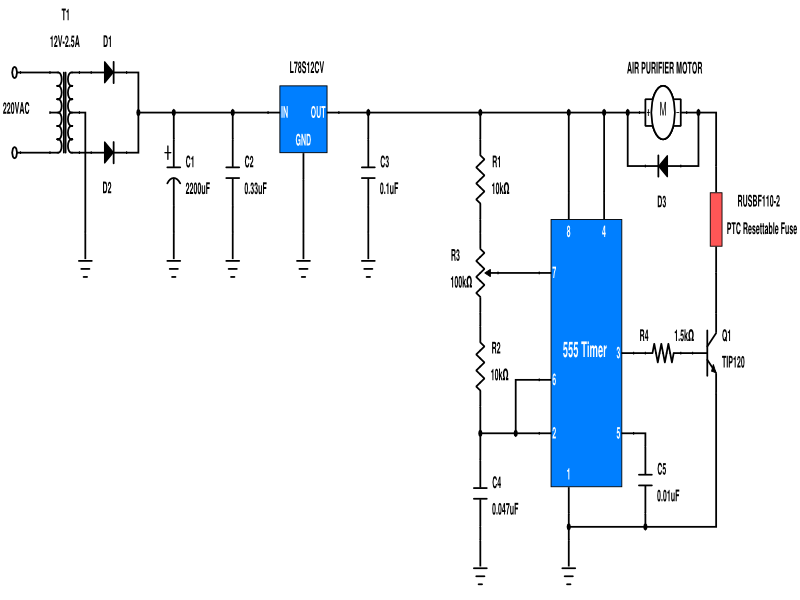 T1
12V-2.5A
D1
220VAC
D2
+
C1
2200uF
C2
0.33uF
L78S12CV
IN OUT
GND
C3
0.1uF
AIR PURIFIER MOTOR
+ M
D3
RUSBF110-2
PTC Resettable Fuse
R1
10kΩ
R3
100kΩ
R2
10kΩ
8 4
7
555 Timer
3
6
2 5
1
R4 1.5kΩ
Q1
TIP120
C4
0.047uF
C5
0.01uF